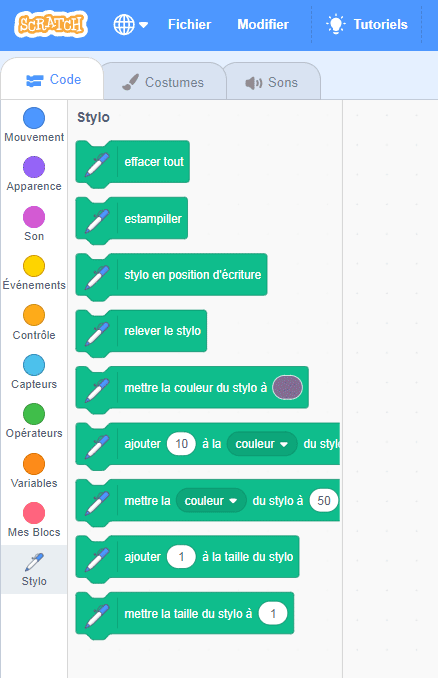 SCRATCH
Fichier
Modifier
Tutoriels
Code
Costumes
Sons
Mouvement
Apparence
Son
Événements
Contrôle
Capteurs
Opérateurs
Variables
Mes Blocs
Stylo
Stylo
effacer tout
estampiller
stylo en position d'écriture
relever le stylo
mettre la couleur du stylo à
ajouter 10 à la couleur du stylo
mettre la couleur du stylo à 50
ajouter 1 à la taille du stylo
mettre la taille du stylo à 1